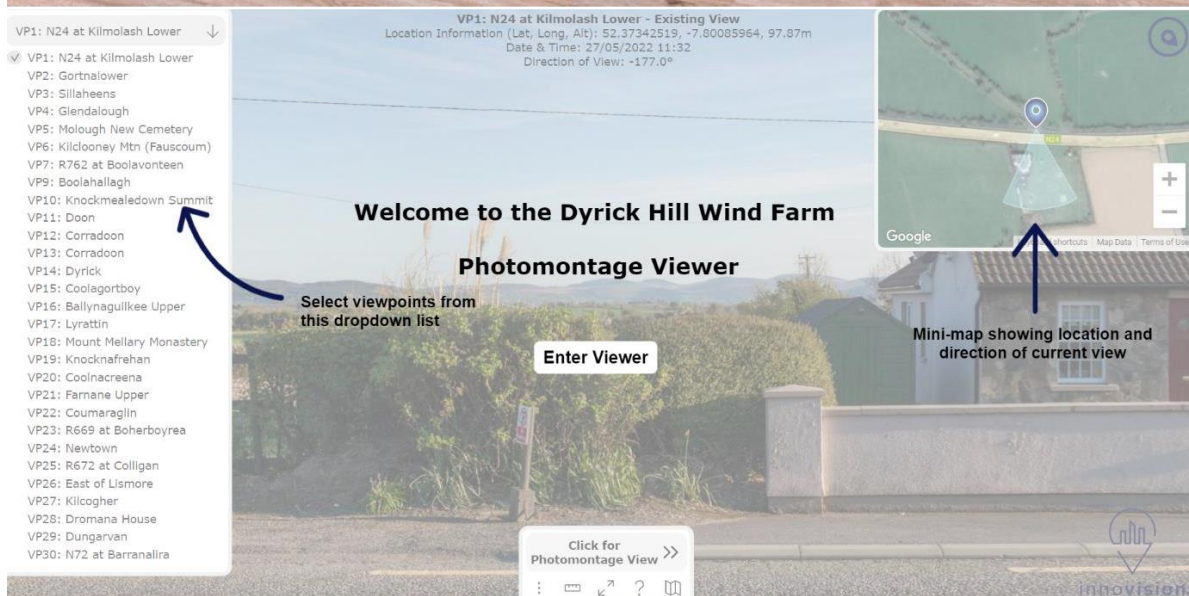 VP1: N24 at Kilmolash Lower
VP1: N24 at Kilmolash Lower
VP2: Gortnalower
VP3: Sillaheens
VP4: Glendalough
VP5: Molough New Cemetery
VP6: Kilclooney Mtn (Fauscoum)
VP7: R762 at Boolavonteen
VP9: Boolahallagh
VP10: Knockmealedown Summit
VP11: Doon
VP12: Corradoon
VP13: Corradoon
VP14: Dyrick
VP15: Coolagortboy
VP16: Ballynaguilkee Upper
VP17: Lyrattin
VP18: Mount Mellary Monastery
VP19: Knocknafrehan
VP20: Coolnacreena
VP21: Farnane Upper
VP22: Coumaraglin
VP23: R669 at Boherboyrea
VP24: Newtown
VP25: R672 at Colligan
VP26: East of Lismore
VP27: Kilcogher
VP28: Dromana House
VP29: Dungarvan
VP30: N72 at Barranalira
VP1: N24 at Kilmolash Lower - Existing View
Location Information (Lat, Long, Alt): 52.37342519, -7.80085964, 97.87m
Date & Time: 27/05/2022 11:32
Direction of View: -177.0°
Welcome to the Dyrick Hill Wind Farm
Photomontage Viewer
Select viewpoints from
this dropdown list
Enter Viewer
N24
Google
shortcuts Map Data Terms of Use
Mini-map showing location and
direction of current view
Click for
Photomontage View >>
?
innovision